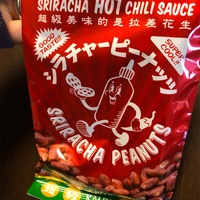 SRIRACHA HOT CHILI SAUCE
超級美味的是拉差花生
GOOD TASTE!!
SUPER COOL!!
シラチャーピーナッツ
SRIRACHA PEANUTS